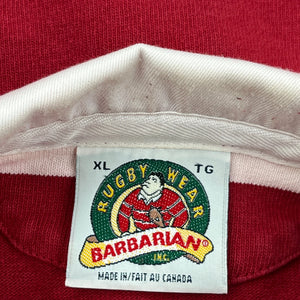 XL TG
RUGBY WEAR
BARBARIAN®
INC.
MADE IN/FAIT AU CANADA